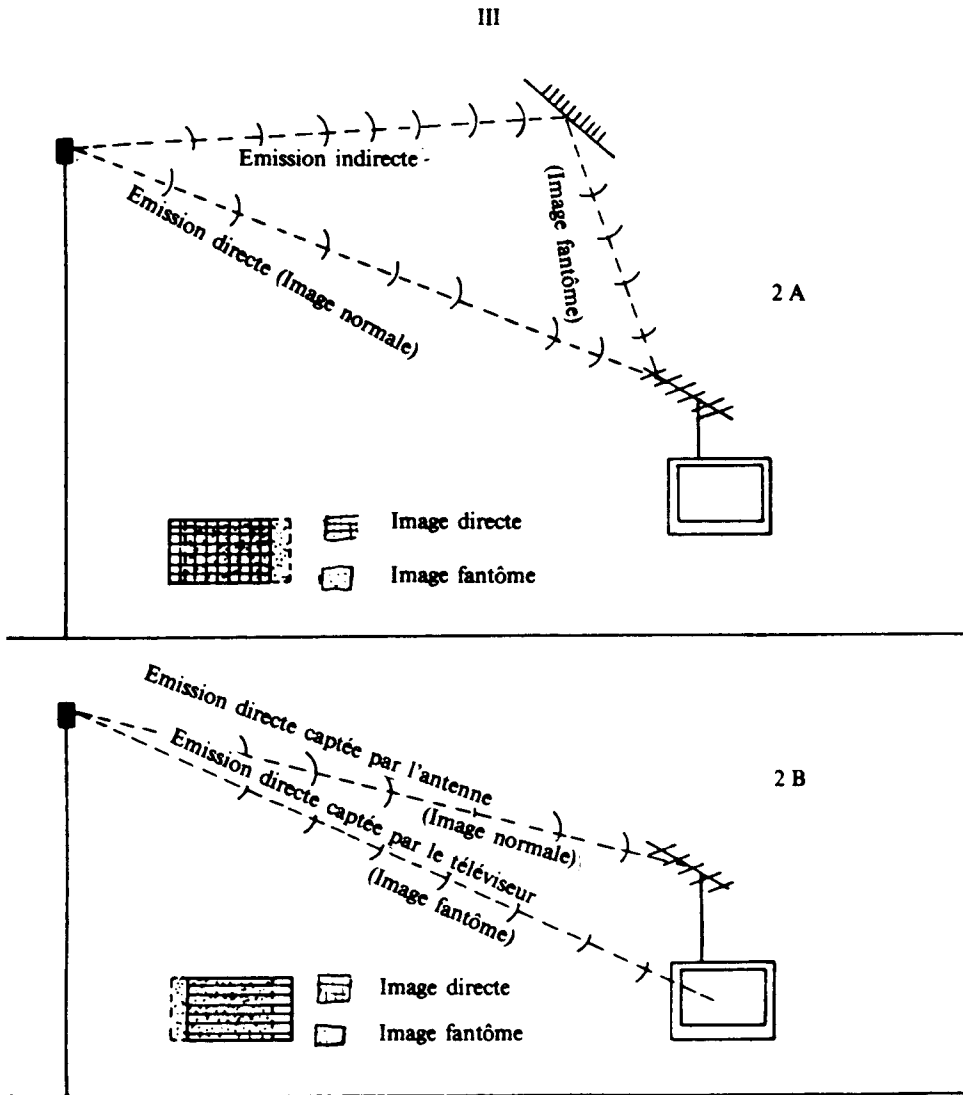 III
Emission indirecte -
Emission directe (Image normale)
(Image fantôme)
2 A
Image directe
Image fantôme
Emission directe captée par l'antenne
(Image normale)
2 B
Emission directe captée par le téléviseur
(Image fantôme)
Image directe
Image fantôme